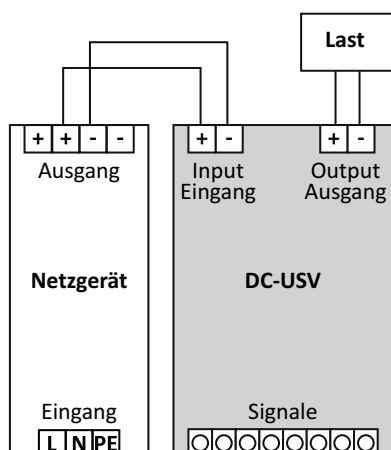 Last
+ + - -
+ -
+ -
Ausgang
Input
Eingang
Output
Ausgang
Netzgerät
DC-USV
Eingang
Signale
L N PE